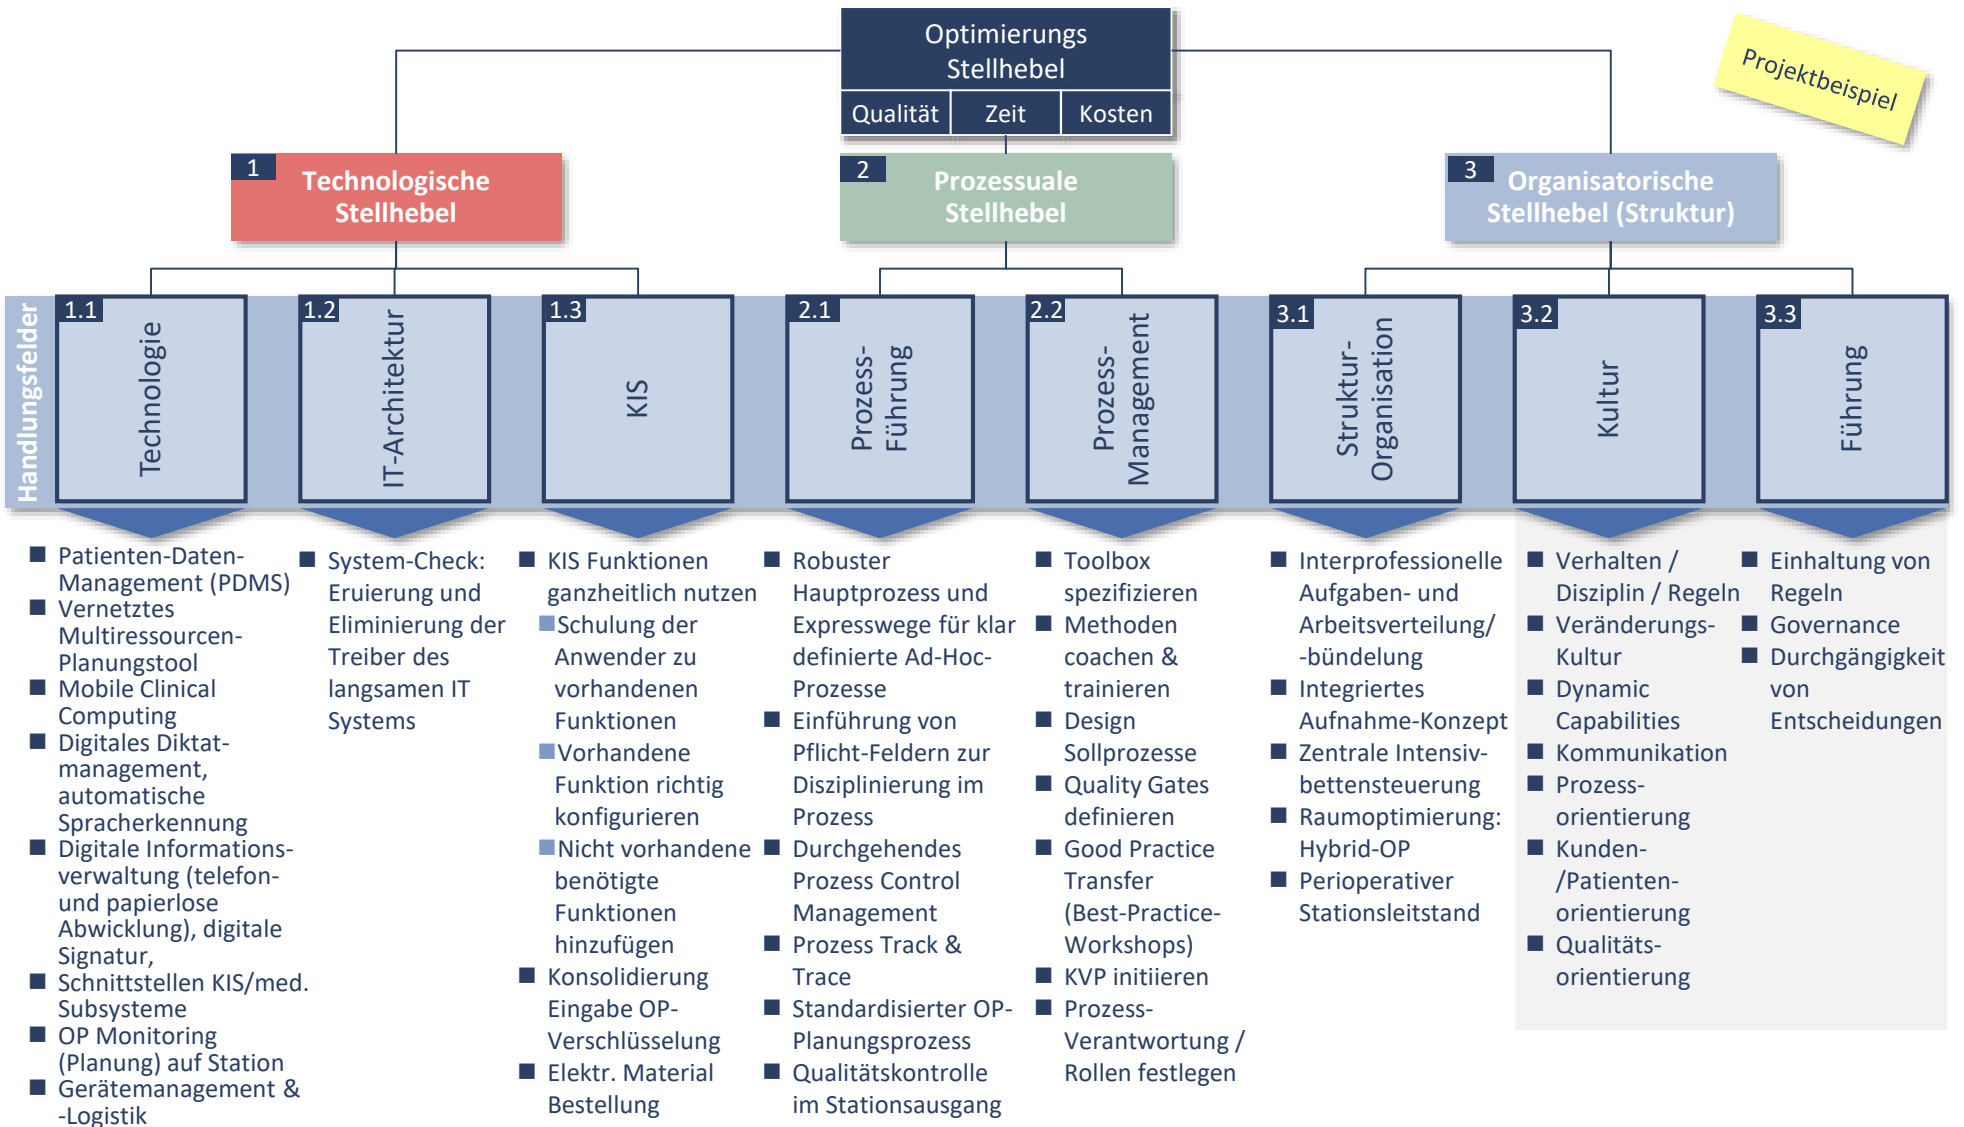 Optimierungs
Stellhebel
Qualität Zeit Kosten
Projektbeispiel
1
Technologische
Stellhebel
2
Prozessuale
Stellhebel
3
Organisatorische
Stellhebel (Struktur)
Handlungsfelder
1.1
Technologie
1.2
IT-Architektur
1.3
KIS
2.1
Prozess-
Führung
2.2
Prozess-
Management
3.1
Struktur-
Organisation
3.2
Kultur
3.3
Führung
Patienten-Daten-
Management (PDMS)
Vernetztes
Multiressourcen-
Planungstool
Mobile Clinical
Computing
Digitales Diktat-
management,
automatische
Spracherkennung
Digitale Informations-
verwaltung (telefon-
und papierlose
Abwicklung), digitale
Signatur,
Schnittstellen KIS/med.
Subsysteme
OP Monitoring
(Planung) auf Station
Gerätemanagement &
-Logistik
System-Check:
Eruierung und
Eliminierung der
Treiber des
langsamen IT
Systems
KIS Funktionen
ganzheitlich nutzen
Schulung der
Anwender zu
vorhandenen
Funktionen
Vorhandene
Funktion richtig
konfigurieren
Nicht vorhandene
benötigte
Funktionen
hinzufügen
Konsolidierung
Eingabe OP-
Verschlüsselung
Elektr. Material
Bestellung
Robuster
Hauptprozess und
Expresswege für klar
definierte Ad-Hoc-
Prozesse
Einführung von
Pflicht-Feldern zur
Disziplinierung im
Prozess
Durchgehendes
Prozess Control
Management
Prozess Track &
Trace
Standardisierter OP-
Planungsprozess
Qualitätskontrolle
im Stationsausgang
Toolbox
spezifizieren
Methoden
coachen &
trainieren
Design
Sollprozesse
Quality Gates
definieren
Good Practice
Transfer
(Best-Practice-
Workshops)
KVP initiieren
Prozess-
Verantwortung /
Rollen festlegen
Interprofessionelle
Aufgaben- und
Arbeitsverteilung/
-bündelung
Integriertes
Aufnahme-Konzept
Zentrale Intensiv-
bettensteuerung
Raumoptimierung:
Hybrid-OP
Perioperativer
Stationsleitstand
Verhalten /
Disziplin / Regeln
Veränderungs-
Kultur
Dynamic
Capabilities
Kommunikation
Prozess-
orientierung
Kunden-
/Patienten-
orientierung
Qualitäts-
orientierung
Einhaltung von
Regeln
Governance
Durchgängigkeit
von
Entscheidungen